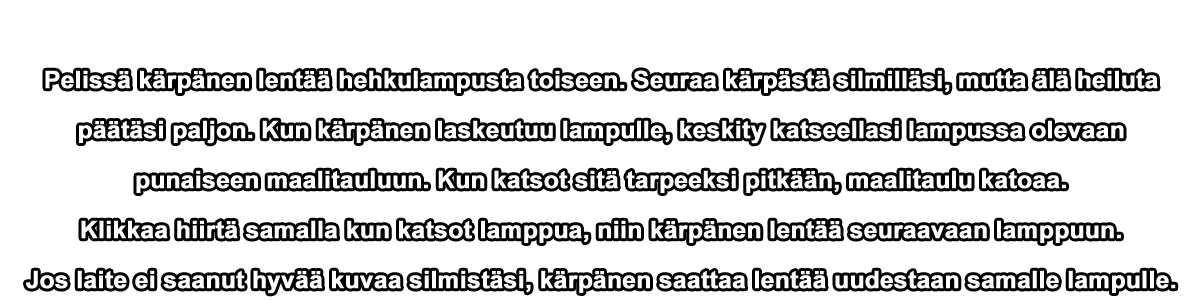 Pelissä kärpänen lentää hehkulampusta toiseen. Seuraa kärpästä silmilläsi, mutta älä heiluta
päätäsi paljon. Kun kärpänen laskeutuu lampulle, keskity katseellasi lampussa olevaan
punaiseen maalitauluun. Kun katsot sitä tarpeeksi pitkään, maalitaulu katoaa.
Klikkaa hiirtä samalla kun katsot lamppua, niin kärpänen lentää seuraavaan lamppuun.
Jos laite ei saanut hyvää kuvaa silmistäsi, kärpänen saattaa lentää uudestaan samalle lampulle.